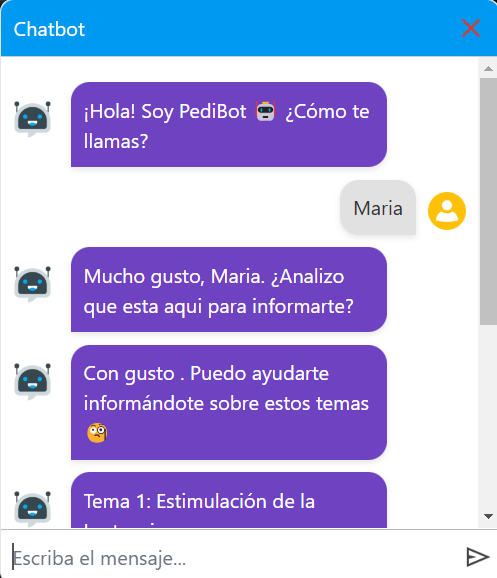 Chatbot
¡Hola! Soy PediBot 🤖 ¿Cómo te
llamas?
Maria
Mucho gusto, Maria. ¿Analizo
que esta aqui para informarte?
Con gusto . Puedo ayudarte
informándote sobre estos temas
🧐
Tema 1: Estimulación de la
Escriba el mensaje...